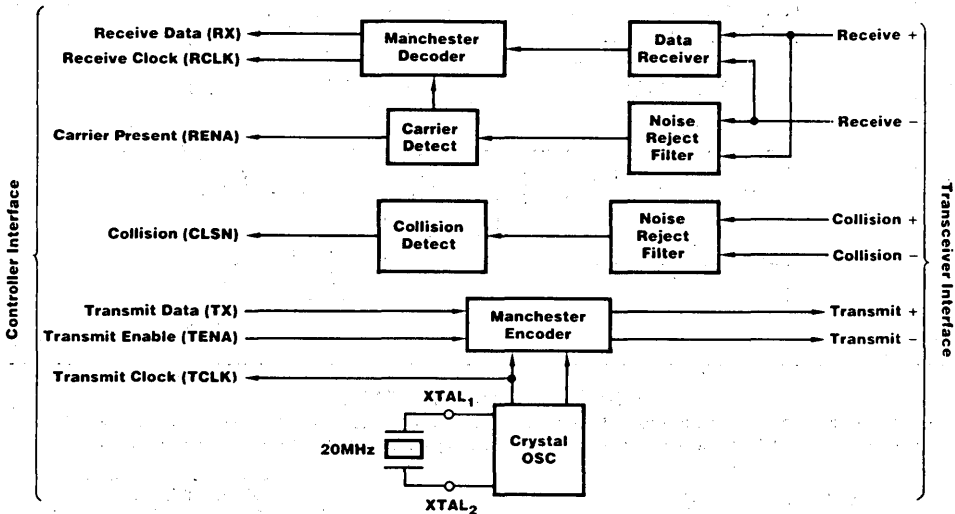 Receive Data (RX)
Receive Clock (RCLK)
Manchester
Decoder
Data
Receiver
Receive +
Carrier Present (RENA)
Carrier
Detect
Noise
Reject
Filter
Receive −
Controller Interface
Transceiver Interface
Collision (CLSN)
Collision
Detect
Noise
Reject
Filter
Collision +
Collision −
Transmit Data (TX)
Transmit Enable (TENA)
Manchester
Encoder
Transmit +
Transmit −
Transmit Clock (TCLK)
XTAL1
20MHz
Crystal
OSC
XTAL2